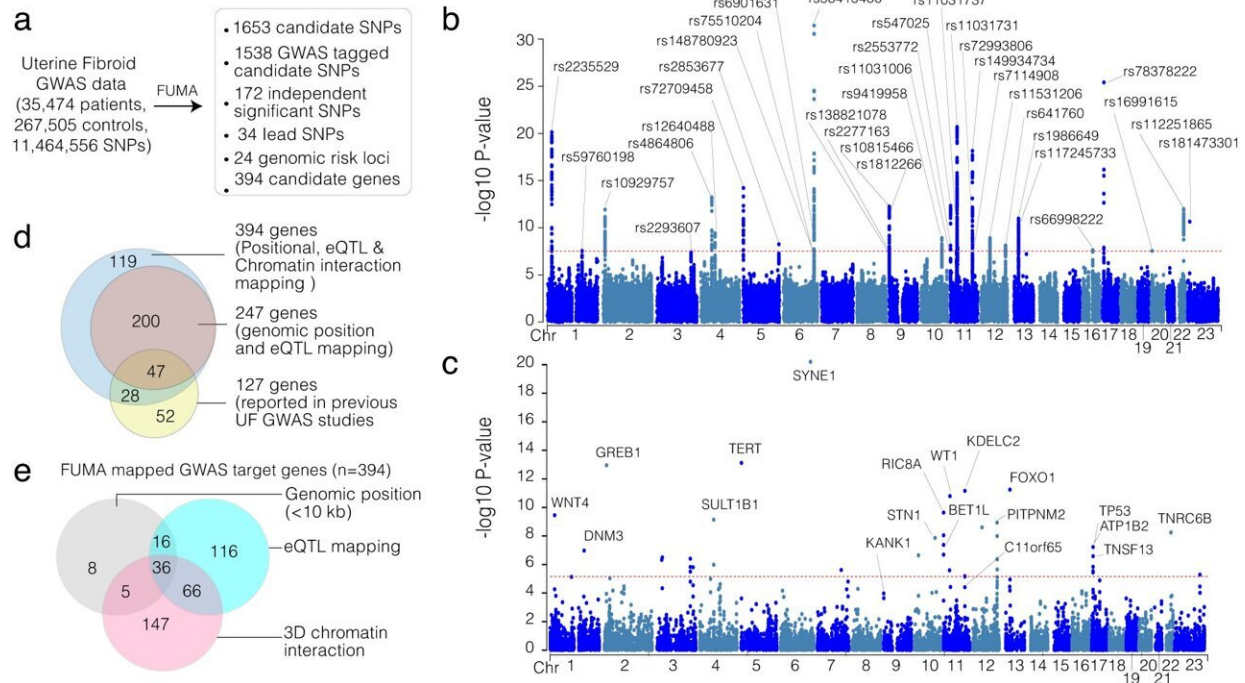 a
Uterine Fibroid
GWAS data
(35,474 patients,
267,505 controls,
11,464,556 SNPs)
FUMA
• 1653 candidate SNPs
• 1538 GWAS tagged
candidate SNPs
• 172 independent
significant SNPs
• 34 lead SNPs
• 24 genomic risk loci
• 394 candidate genes
b
-log10 P-value
30
25
20
15
10
5
0
rs2235529
rs59760198
rs10929757
rs2293607
rs4864806
rs12640488
rs72709458
rs2853677
rs148780923
rs75510204
rs6901631
rs138821078
rs2277163
rs10815466
rs1812266
rs9419958
rs11031006
rs2553772
rs547025
rs11031737
rs11031731
rs72993806
rs149934734
rs7114908
rs11531206
rs641760
rs1986649
rs117245733
rs66998222
rs78378222
rs16991615
rs112251865
rs181473301
Chr 1 2 3 4 5 6 7 8 9 10 11 12 13 14 15 16 17 18 19 20 21 22 23
c
-log10 P-value
20
18
16
14
12
10
8
6
4
2
0
SYNE1
GREB1
TERT
WNT4
DNM3
SULT1B1
KDELC2
WT1
RIC8A
FOXO1
STN1
BET1L
PITPNM2
KANK1
C11orf65
TP53
ATP1B2
TNSF13
TNRC6B
Chr 1 2 3 4 5 6 7 8 9 10 11 12 13 14 15 16 17 18 19 20 21 22 23
d
119
200
47
28
52
394 genes
(Positional, eQTL &
Chromatin interaction
mapping )
247 genes
(genomic position
and eQTL mapping)
127 genes
(reported in previous
UF GWAS studies
e
FUMA mapped GWAS target genes (n=394)
Genomic position
(<10 kb)
eQTL mapping
3D chromatin
interaction
16
116
8
36
5
66
147